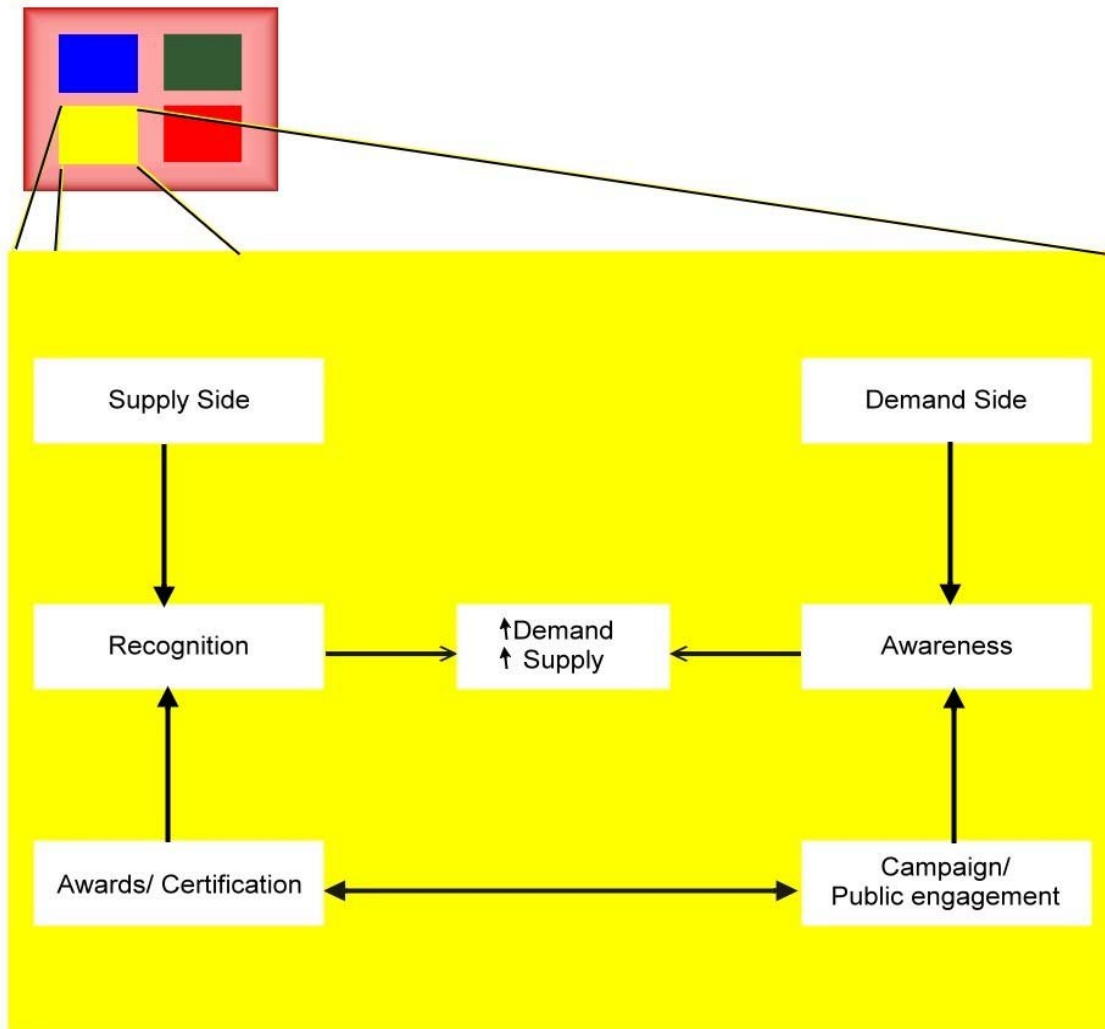 Supply Side
Demand Side
Recognition
↑Demand
↑ Supply
Awareness
Awards/ Certification
Campaign/
Public engagement